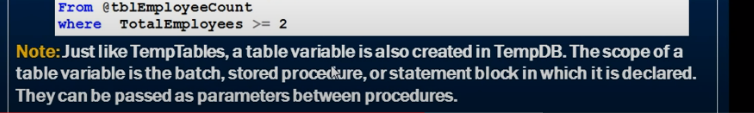 From @tblEmployeeCount
where TotalEmployees >= 2
Note: Just like TempTables, a table variable is also created in TempDB. The scope of a
table variable is the batch, stored procedure, or statement block in which it is declared.
They can be passed as parameters between procedures.